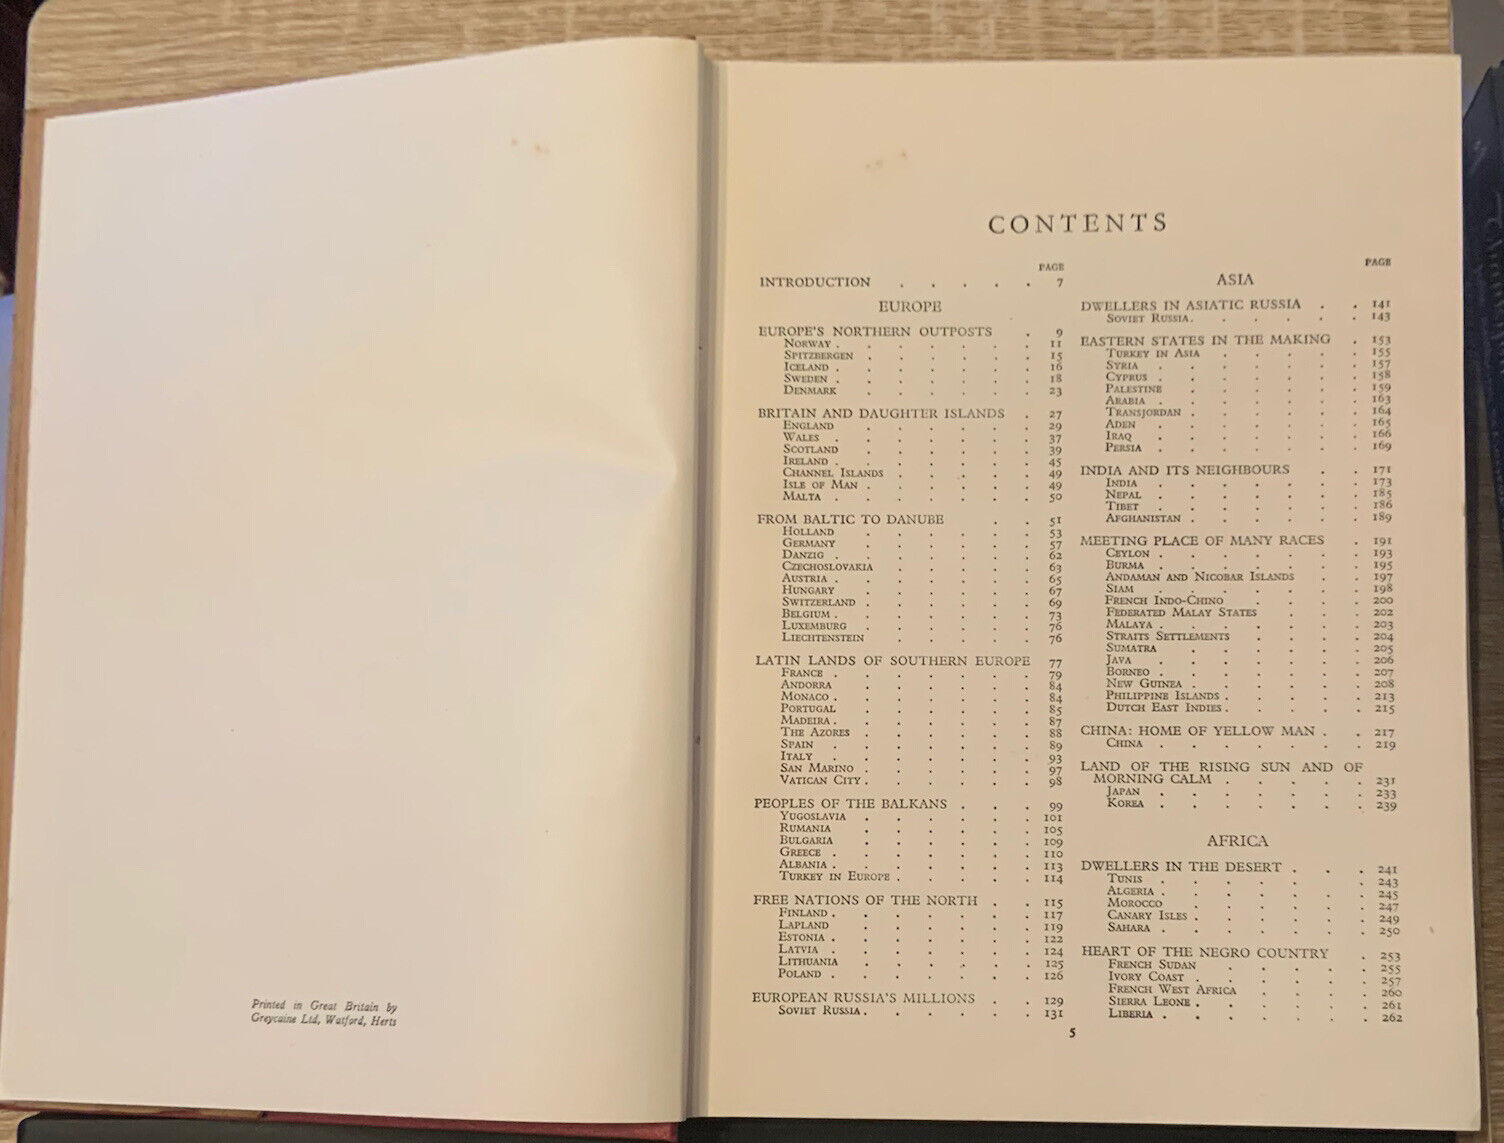 Printed in Great Britain by
Greycaine Ltd, Watford, Herts
CONTENTS
PAGE
INTRODUCTION . . . . . 7
EUROPE
EUROPE'S NORTHERN OUTPOSTS . 9
NORWAY . . . . . . . 11
SPITZBERGEN . . . . . . 15
ICELAND . . . . . . . 16
SWEDEN . . . . . . . 18
DENMARK . . . . . . 23
BRITAIN AND DAUGHTER ISLANDS . 27
ENGLAND . . . . . . 29
WALES . . . . . . . 37
SCOTLAND . . . . . . 39
IRELAND . . . . . . . 45
CHANNEL ISLANDS . . . . . 49
ISLE OF MAN . . . . . . 49
MALTA . . . . . . . 50
FROM BALTIC TO DANUBE . . 51
HOLLAND . . . . . . 53
GERMANY . . . . . . 57
DANZIG . . . . . . . 62
CZECHOSLOVAKIA . . . . . 63
AUSTRIA . . . . . . . 65
HUNGARY . . . . . . 67
SWITZERLAND . . . . . . 69
BELGIUM . . . . . . . 73
LUXEMBURG . . . . . . 76
LIECHTENSTEIN . . . . . 76
LATIN LANDS OF SOUTHERN EUROPE 77
FRANCE . . . . . . . 79
ANDORRA . . . . . . 84
MONACO . . . . . . . 84
PORTUGAL . . . . . . 85
MADEIRA . . . . . . . 87
THE AZORES . . . . . . 88
SPAIN . . . . . . . 89
ITALY . . . . . . . 93
SAN MARINO . . . . . . 97
VATICAN CITY . . . . . . 98
PEOPLES OF THE BALKANS . . . 99
YUGOSLAVIA . . . . . . 101
RUMANIA . . . . . . 105
BULGARIA . . . . . . 109
GREECE . . . . . . . 110
ALBANIA . . . . . . . 113
TURKEY IN EUROPE . . . . . 114
FREE NATIONS OF THE NORTH . . 115
FINLAND . . . . . . . 117
LAPLAND . . . . . . 119
ESTONIA . . . . . . . 122
LATVIA . . . . . . . 124
LITHUANIA . . . . . . 125
POLAND . . . . . . . 126
EUROPEAN RUSSIA'S MILLIONS . . 129
SOVIET RUSSIA . . . . . . 131
PAGE
ASIA
DWELLERS IN ASIATIC RUSSIA . . 141
SOVIET RUSSIA . . . . . . 143
EASTERN STATES IN THE MAKING . 153
TURKEY IN ASIA . . . . . 155
SYRIA . . . . . . . 157
CYPRUS . . . . . . . 158
PALESTINE . . . . . . 159
ARABIA . . . . . . . 163
TRANSJORDAN . . . . . . 164
ADEN . . . . . . . 165
IRAQ . . . . . . . 166
PERSIA . . . . . . . 169
INDIA AND ITS NEIGHBOURS . . 171
INDIA . . . . . . . 173
NEPAL . . . . . . . 185
TIBET . . . . . . . 186
AFGHANISTAN . . . . . . 189
MEETING PLACE OF MANY RACES . 191
CEYLON . . . . . . . 193
BURMA . . . . . . . 195
ANDAMAN AND NICOBAR ISLANDS . . 197
SIAM . . . . . . . 198
FRENCH INDO-CHINO . . . . 200
FEDERATED MALAY STATES . . . 202
MALAYA . . . . . . . 203
STRAITS SETTLEMENTS . . . . 204
SUMATRA . . . . . . 205
JAVA . . . . . . . 206
BORNEO . . . . . . . 207
NEW GUINEA . . . . . . 208
PHILIPPINE ISLANDS . . . . . 213
DUTCH EAST INDIES . . . . . 215
CHINA: HOME OF YELLOW MAN . . 217
CHINA . . . . . . . 219
LAND OF THE RISING SUN AND OF
MORNING CALM . . . . . 231
JAPAN . . . . . . . 233
KOREA . . . . . . . 239
AFRICA
DWELLERS IN THE DESERT . . . 241
TUNIS . . . . . . 243
ALGERIA . . . . . . . 245
MOROCCO . . . . . . 247
CANARY ISLES . . . . . . 249
SAHARA . . . . . . . 250
HEART OF THE NEGRO COUNTRY . 253
FRENCH SUDAN . . . . . 255
IVORY COAST . . . . . . 257
FRENCH WEST AFRICA . . . . 260
SIERRA LEONE . . . . . . 261
LIBERIA . . . . . . . 262
5